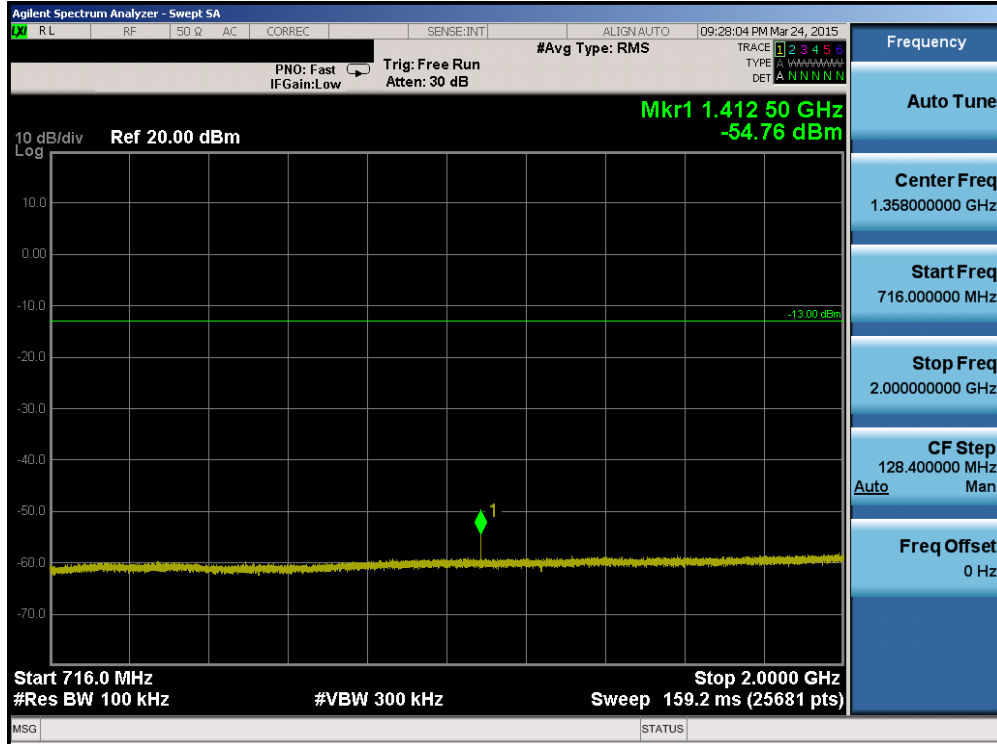 Agilent Spectrum Analyzer - Swept SA
LXI RL RF 50 Ω AC CORREC SENSE:INT ALIGN AUTO 09:28:04 PM Mar 24, 2015
#Avg Type: RMS TRACE 1 2 3 4 5 6
PNO: Fast Trig: Free Run TYPE A
IFGain:Low Atten: 30 dB DET A N N N N N
Mkr1 1.412 50 GHz
-54.76 dBm
10 dB/div Ref 20.00 dBm
Log
10.0
0.00
-10.0
-13.00 dBm
-20.0
-30.0
-40.0
-50.0
1
-60.0
-70.0
Start 716.0 MHz Stop 2.0000 GHz
#Res BW 100 kHz #VBW 300 kHz Sweep 159.2 ms (25681 pts)
MSG STATUS
Frequency
Auto Tune
Center Freq
1.358000000 GHz
Start Freq
716.000000 MHz
Stop Freq
2.000000000 GHz
CF Step
128.400000 MHz
Auto Man
Freq Offset
0 Hz